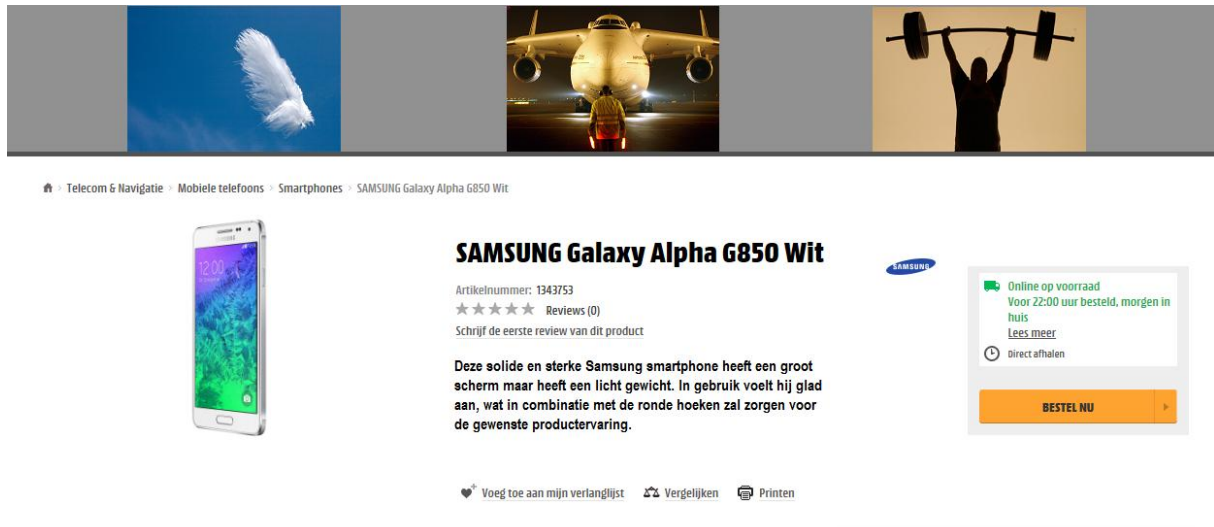 Telecom & Navigatie > Mobiele telefoons > Smartphones > SAMSUNG Galaxy Alpha G850 Wit
SAMSUNG Galaxy Alpha G850 Wit
Artikelnummer: 1343753
Reviews (0)
Schrijf de eerste review van dit product
Deze solide en sterke Samsung smartphone heeft een groot
scherm maar heeft een licht gewicht. In gebruik voelt hij glad
aan, wat in combinatie met de ronde hoeken zal zorgen voor
de gewenste productervaring.
Voeg toe aan mijn verlanglijst Vergelijken Printen
SAMSUNG
Online op voorraad
Voor 22:00 uur besteld, morgen in
huis
Lees meer
Direct afhalen
BESTEL NU
SAMSUNG
12:00